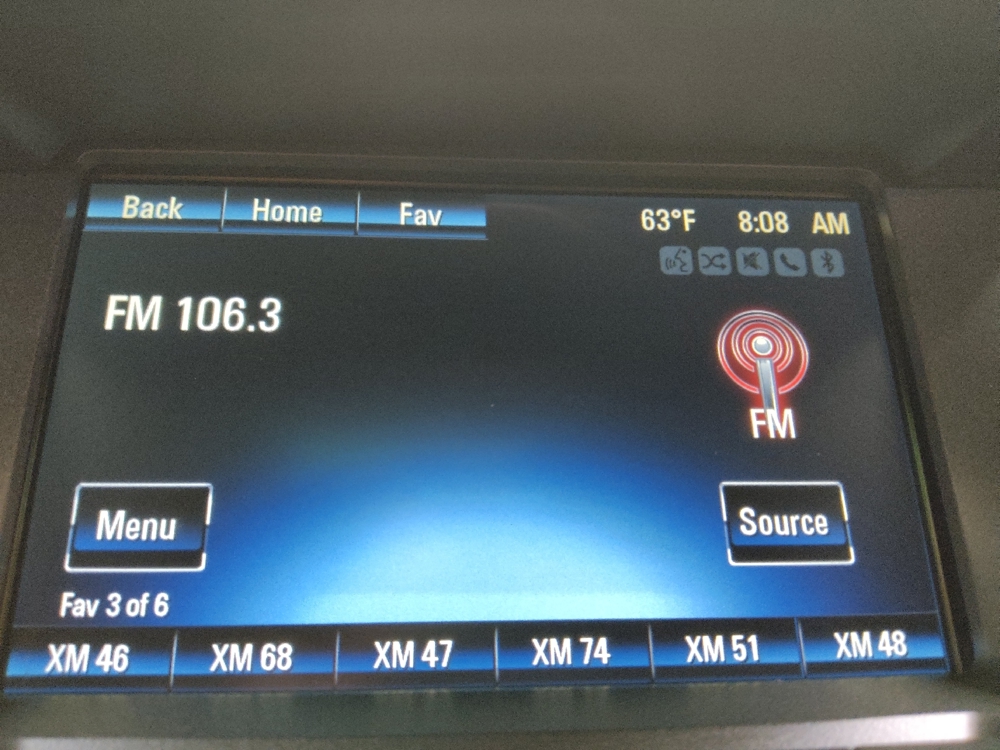 Back Home Fav 63°F 8:08 AM
FM 106.3
FM
Menu Source
Fav 3 of 6
XM 46 XM 68 XM 47 XM 74 XM 51 XM 48